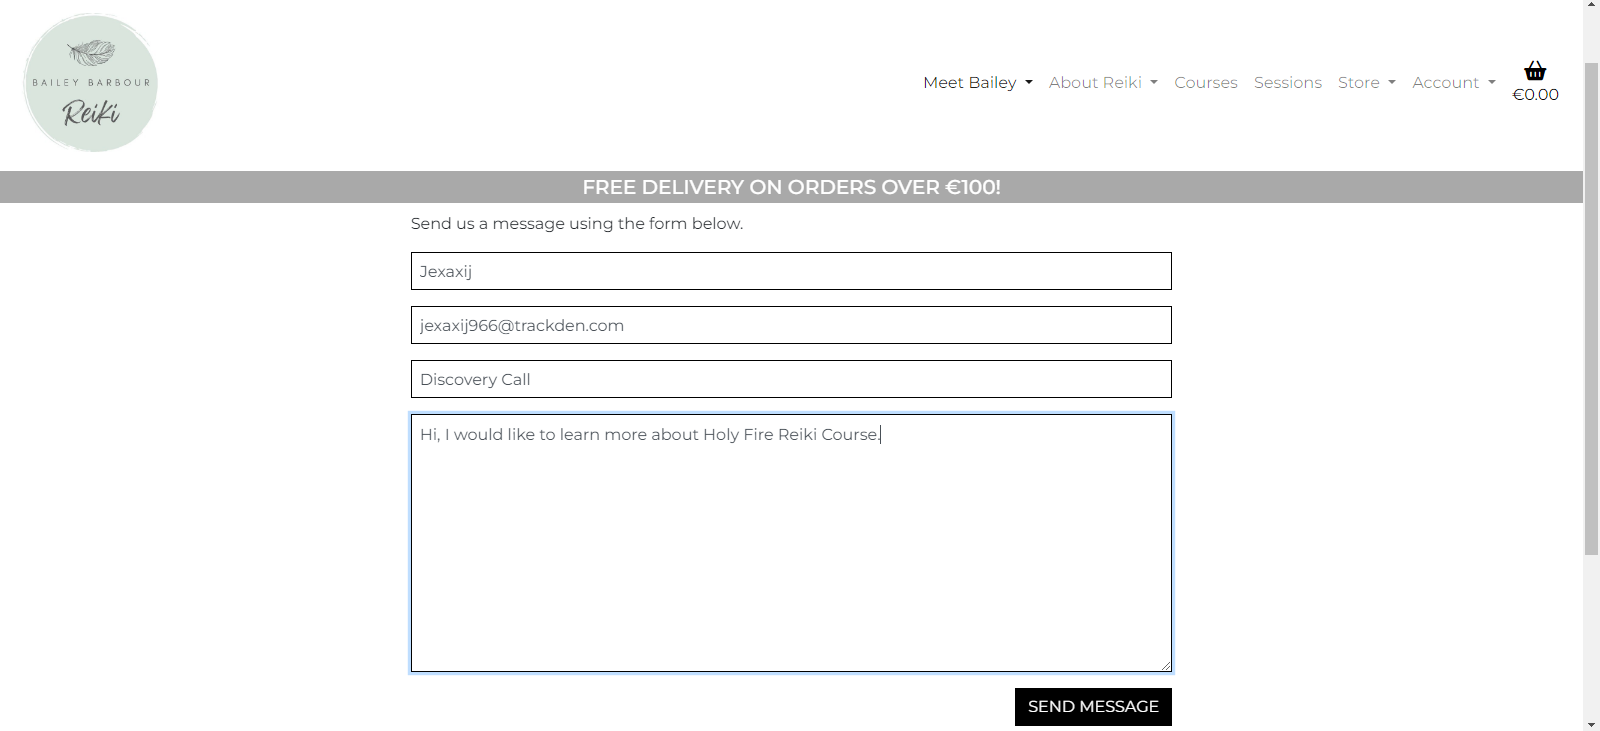 BAILEY BARBOUR
Reiki
Meet Bailey
About Reiki
Courses
Sessions
Store
Account
€0.00
FREE DELIVERY ON ORDERS OVER €100!
Send us a message using the form below.
Jexaxij
jexaxij966@trackden.com
Discovery Call
Hi, I would like to learn more about Holy Fire Reiki Course.
SEND MESSAGE